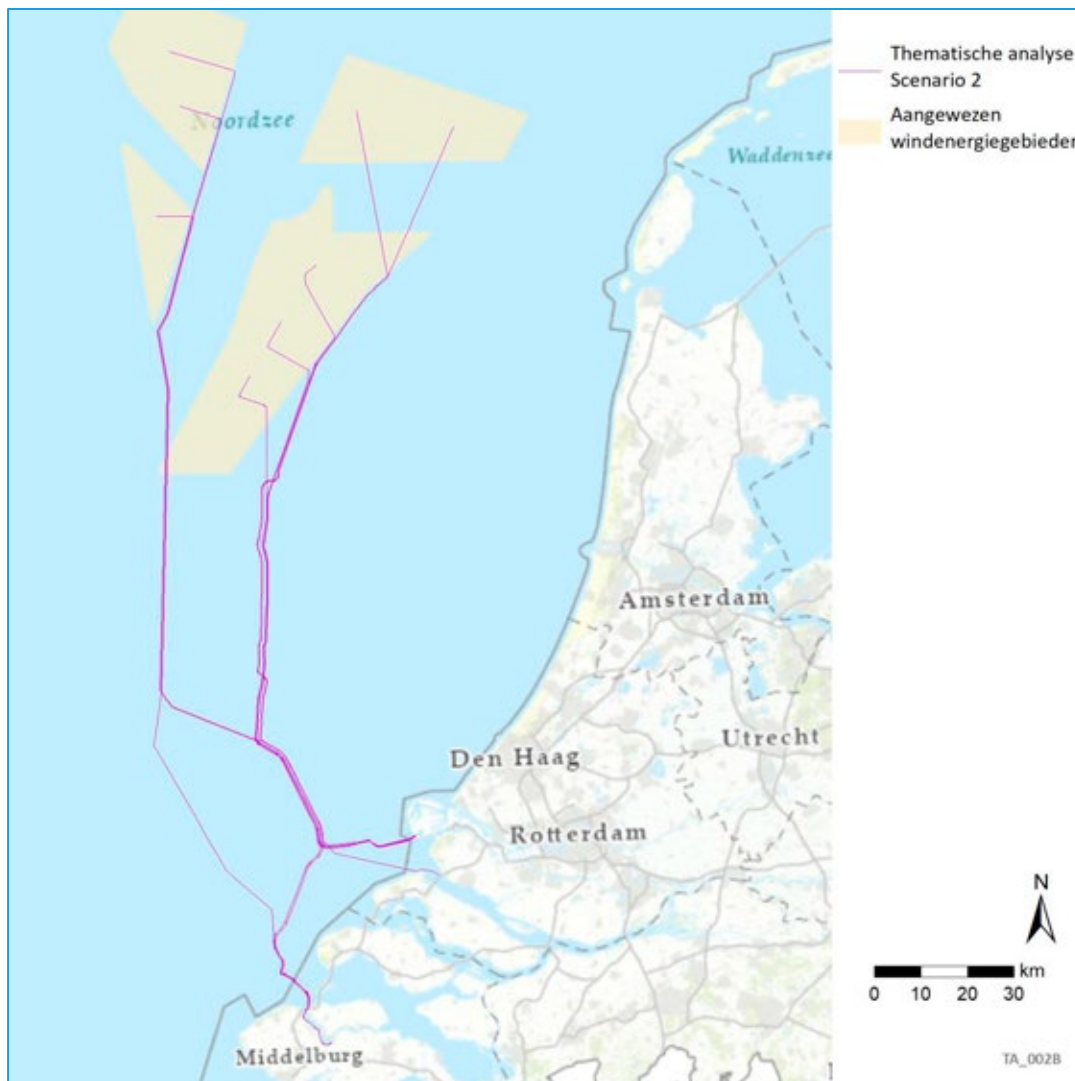 Thematische analyse
Scenario 2
Aangewezen
windenergiegebieden
Noordzee
Waddenzee
Amsterdam
Utrecht
Den Haag
Rotterdam
Middelburg
N
km
0 10 20 30
TA_002B